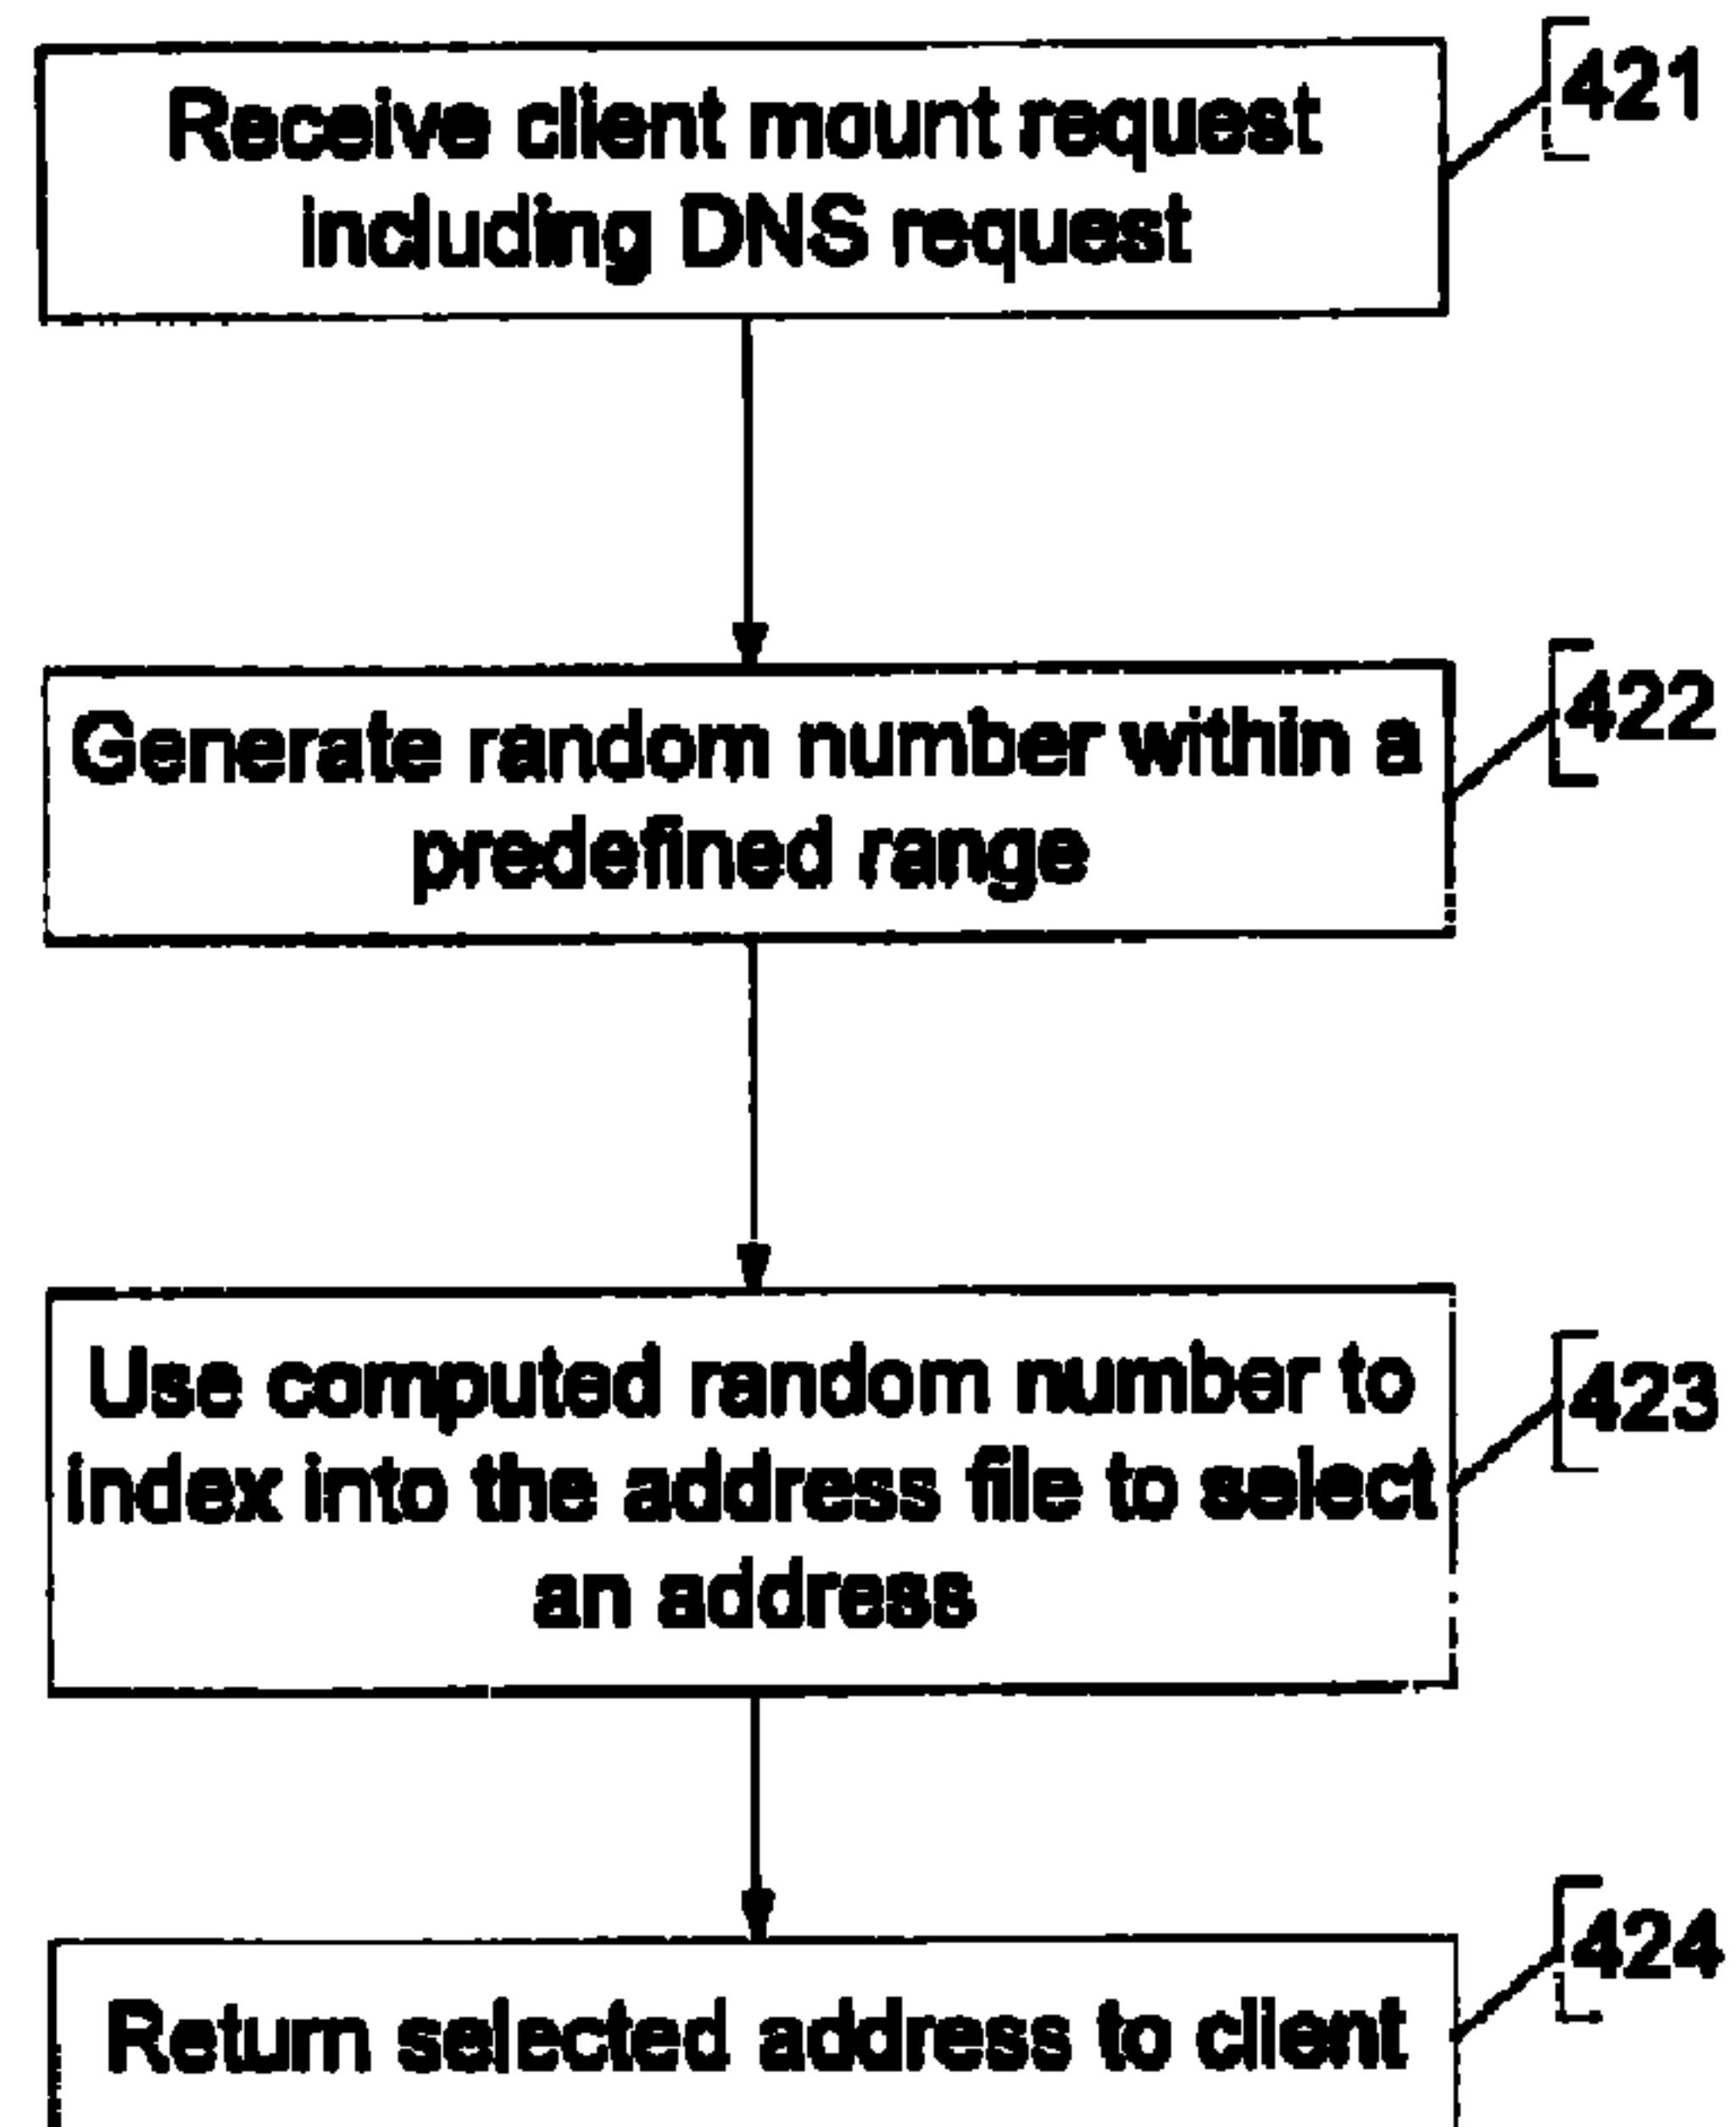 Receive client mount request
including DNS request
421
Generate random number within a
predefined range
422
Use computed random number to
index into the address file to select
an address
423
Return selected address to client
424